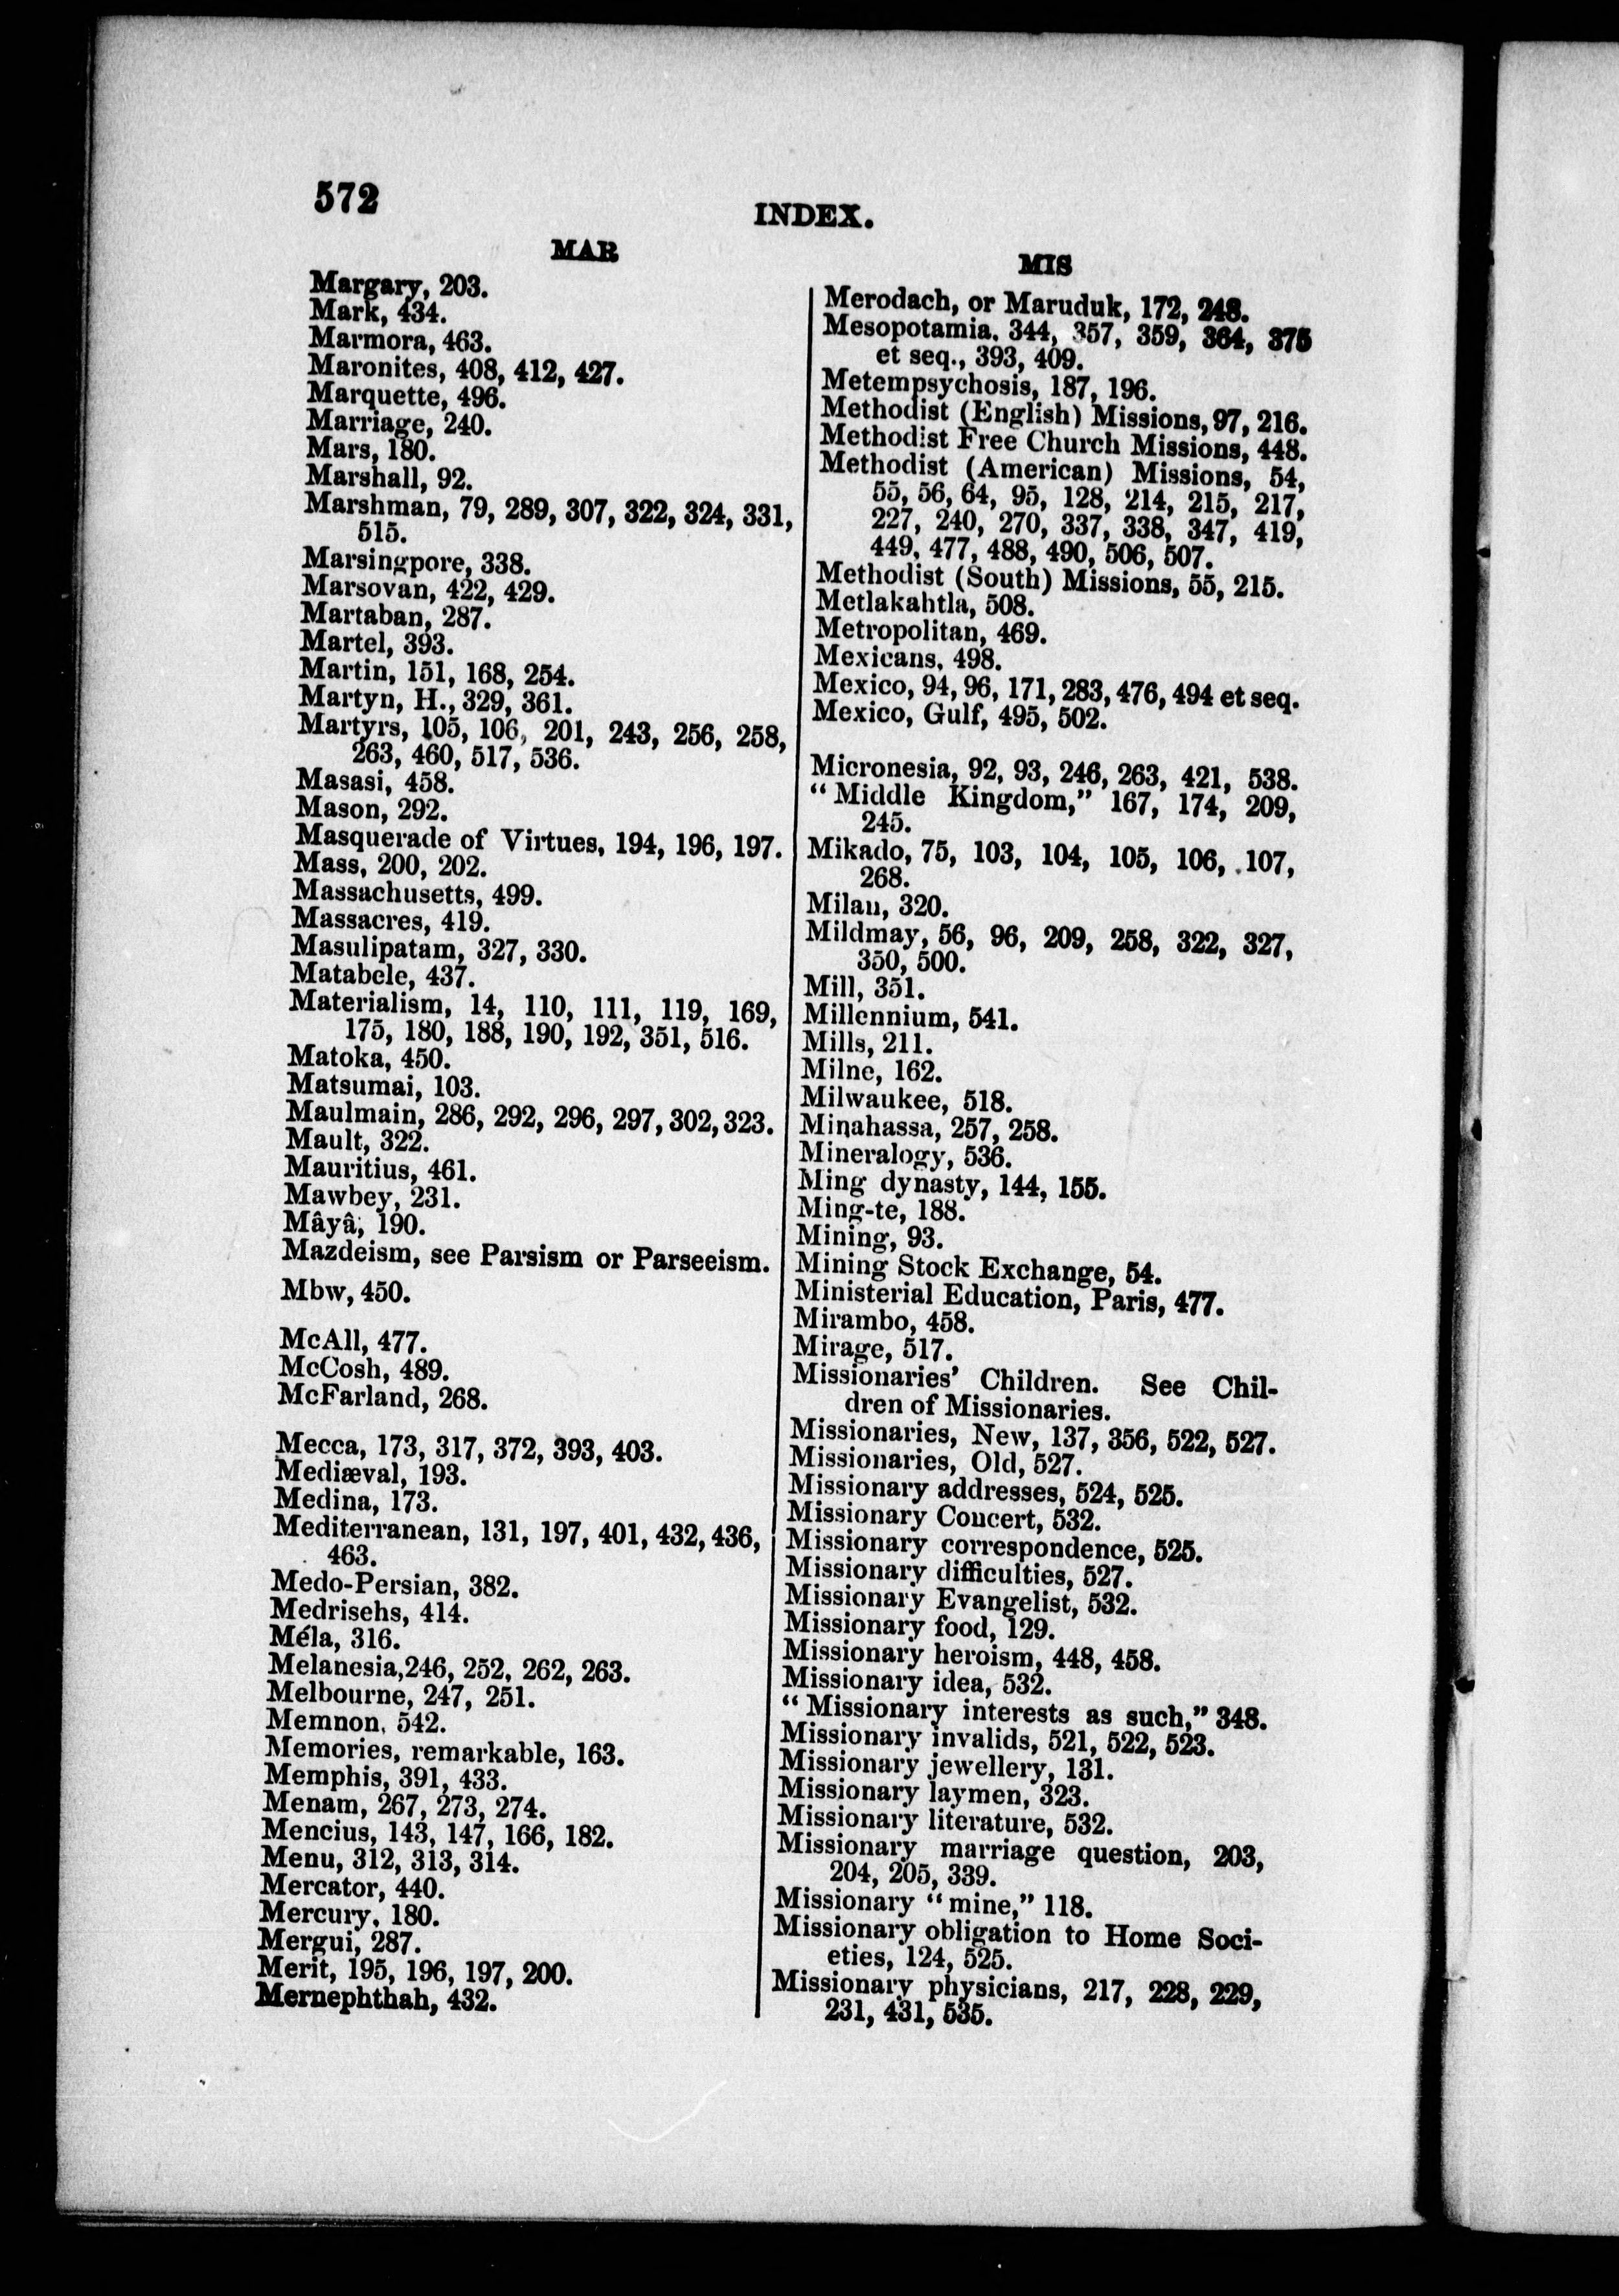 572
INDEX.
MAR
Margary, 203.
Mark, 434.
Marmora, 463.
Maronites, 408, 412, 427.
Marquette, 496.
Marriage, 240.
Mars, 180.
Marshall, 92.
Marshman, 79, 289, 307, 322, 324, 331,
515.
Marsingpore, 338.
Marsovan, 422, 429.
Martaban, 287.
Martel, 393.
Martin, 151, 168, 254.
Martyn, H., 329, 361.
Martyrs, 105, 106, 201, 243, 256, 258,
263, 460, 517, 536.
Masasi, 458.
Mason, 292.
Masquerade of Virtues, 194, 196, 197.
Mass, 200, 202.
Massachusetts, 499.
Massacres, 419.
Masulipatam, 327, 330.
Matabele, 437.
Materialism, 14, 110, 111, 119, 169,
175, 180, 188, 190, 192, 351, 516.
Matoka, 450.
Matsumai, 103.
Maulmain, 286, 292, 296, 297, 302, 323.
Mault, 322.
Mauritius, 461.
Mawbey, 231.
Mâyâ, 190.
Mazdeism, see Parsism or Parseeism.
Mbw, 450.
McAll, 477.
McCosh, 489.
McFarland, 268.
Mecca, 173, 317, 372, 393, 403.
Mediæval, 193.
Medina, 173.
Mediterranean, 131, 197, 401, 432, 436,
463.
Medo-Persian, 382.
Medrisehs, 414.
Méla, 316.
Melanesia, 246, 252, 262, 263.
Melbourne, 247, 251.
Memnon, 542.
Memories, remarkable, 163.
Memphis, 391, 433.
Menam, 267, 273, 274.
Mencius, 143, 147, 166, 182.
Menu, 312, 313, 314.
Mercator, 440.
Mercury, 180.
Mergui, 287.
Merit, 195, 196, 197, 200.
Mernephthah, 432.
MIS
Merodach, or Maruduk, 172, 248.
Mesopotamia, 344, 357, 359, 364, 375
et seq., 393, 409.
Metempsychosis, 187, 196.
Methodist (English) Missions, 97, 216.
Methodist Free Church Missions, 448.
Methodist (American) Missions, 54,
55, 56, 64, 95, 128, 214, 215, 217,
227, 240, 270, 337, 338, 347, 419,
449, 477, 488, 490, 506, 507.
Methodist (South) Missions, 55, 215.
Metlakahtla, 508.
Metropolitan, 469.
Mexicans, 498.
Mexico, 94, 96, 171, 283, 476, 494 et seq.
Mexico, Gulf, 495, 502.
Micronesia, 92, 93, 246, 263, 421, 538.
"Middle Kingdom," 167, 174, 209,
245.
Mikado, 75, 103, 104, 105, 106, 107,
268.
Milan, 320.
Mildmay, 56, 96, 209, 258, 322, 327,
350, 500.
Mill, 351.
Millennium, 541.
Mills, 211.
Milne, 162.
Milwaukee, 518.
Minahassa, 257, 258.
Mineralogy, 536.
Ming dynasty, 144, 155.
Ming-te, 188.
Mining, 93.
Mining Stock Exchange, 54.
Ministerial Education, Paris, 477.
Mirambo, 458.
Mirage, 517.
Missionaries' Children. See Chil-
dren of Missionaries.
Missionaries, New, 137, 356, 522, 527.
Missionaries, Old, 527.
Missionary addresses, 524, 525.
Missionary Concert, 532.
Missionary correspondence, 525.
Missionary difficulties, 527.
Missionary Evangelist, 532.
Missionary food, 129.
Missionary heroism, 448, 458.
Missionary idea, 532.
"Missionary interests as such," 348.
Missionary invalids, 521, 522, 523.
Missionary jewellery, 131.
Missionary laymen, 323.
Missionary literature, 532.
Missionary marriage question, 203,
204, 205, 339.
Missionary "mine," 118.
Missionary obligation to Home Soci-
eties, 124, 525.
Missionary physicians, 217, 228, 229,
231, 431, 535.